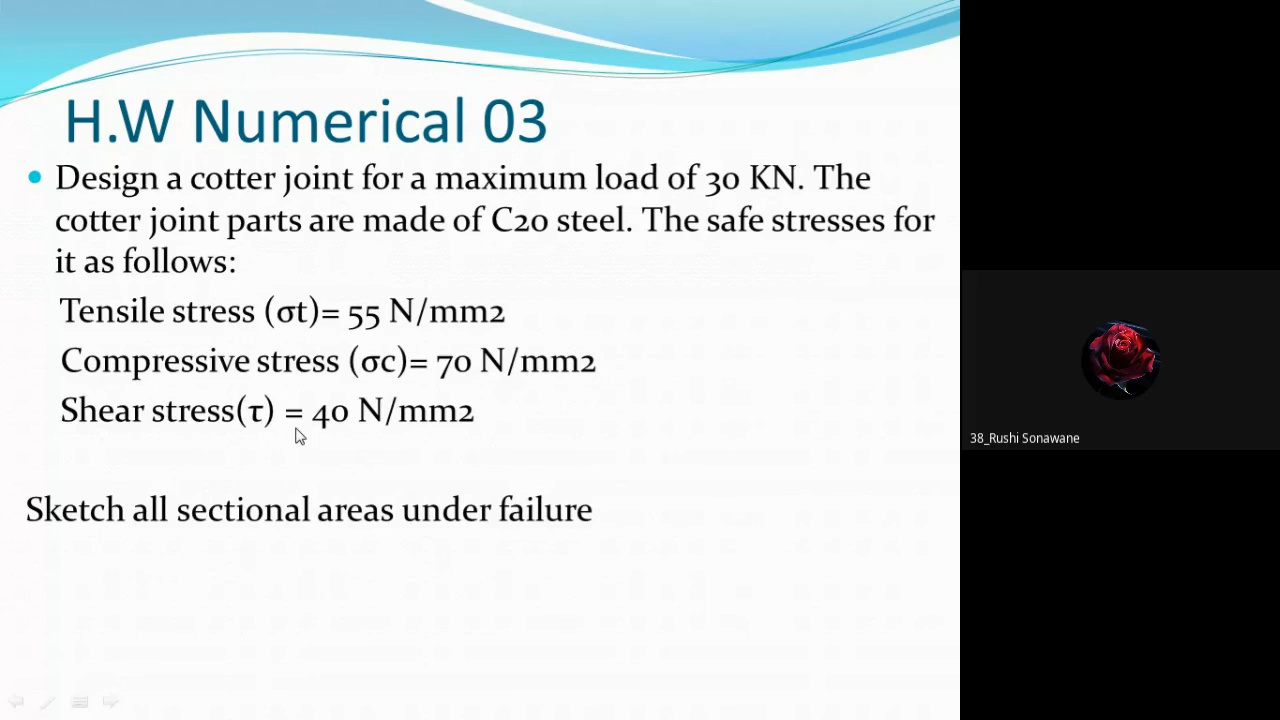 H.W Numerical 03
• Design a cotter joint for a maximum load of 30 KN. The
cotter joint parts are made of C20 steel. The safe stresses for
it as follows:
Tensile stress (σt)= 55 N/mm2
Compressive stress (σc)= 70 N/mm2
Shear stress(τ) = 40 N/mm2
Sketch all sectional areas under failure
38_Rushi Sonawane